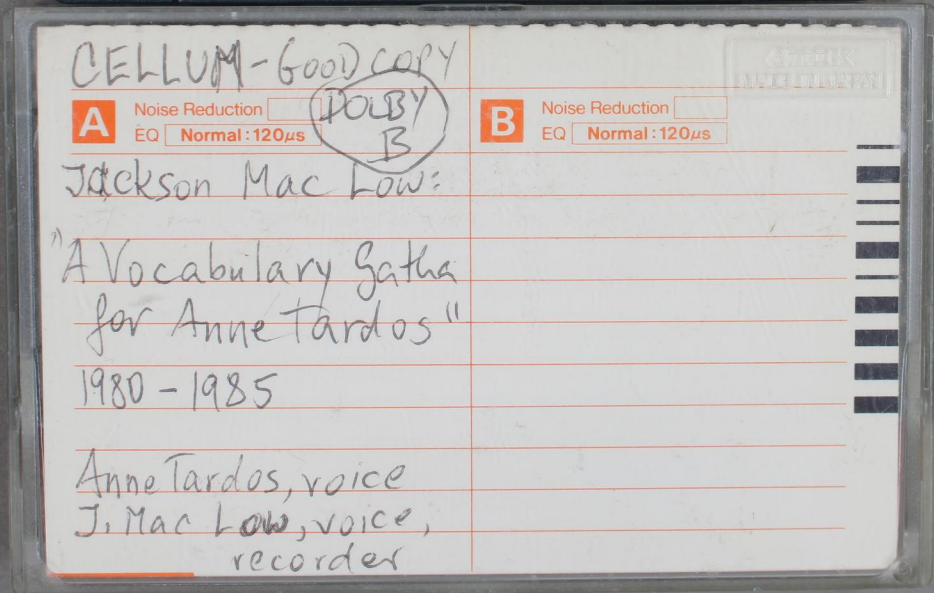 CELLUM - GOOD COPY
A Noise Reduction DOLBY
EQ Normal : 120μs B
B Noise Reduction
EQ Normal : 120μs
Jackson Mac Low:
"A Vocabulary Gatha
for Anne Tardos"
1980 - 1985
Anne Tardos, voice
J. Mac Low, voice,
recorder